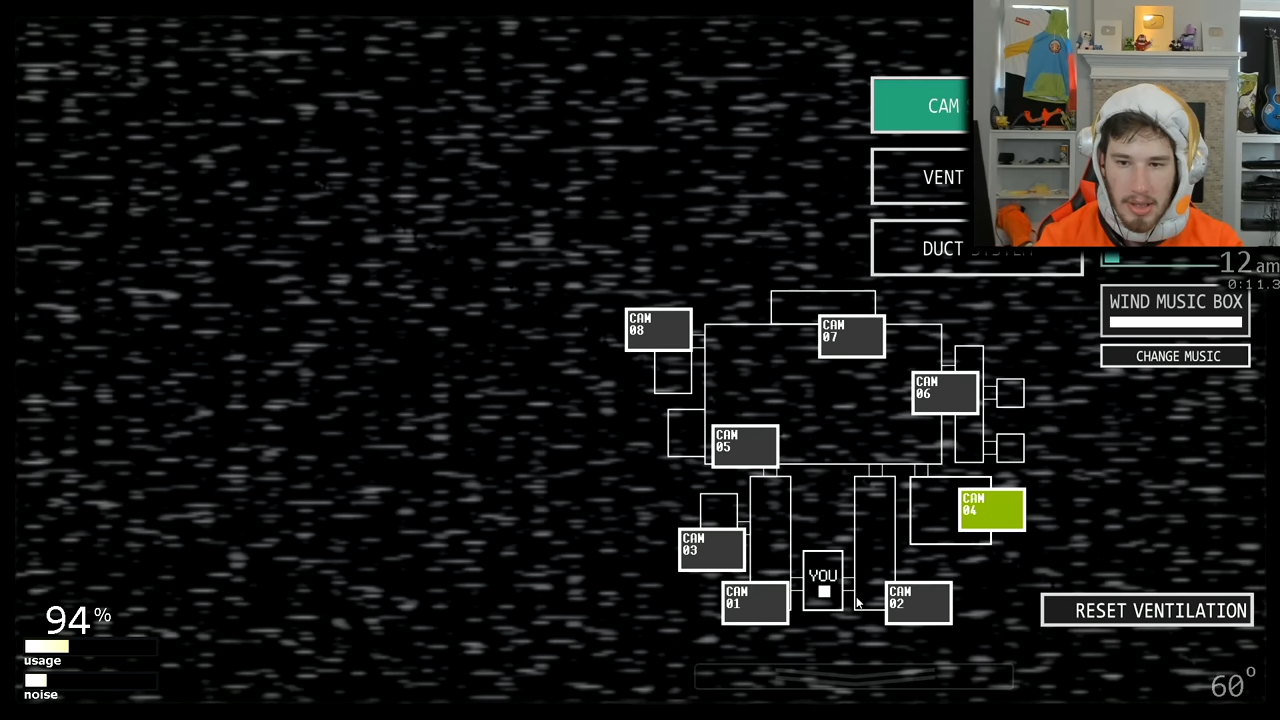 CAM
VENT
DUCT SYSTEM
12 am
0:11.3
WIND MUSIC BOX
CHANGE MUSIC
CAM
08
CAM
07
CAM
06
CAM
05
CAM
04
CAM
03
YOU
CAM
01
CAM
02
RESET VENTILATION
94%
usage
noise
60°